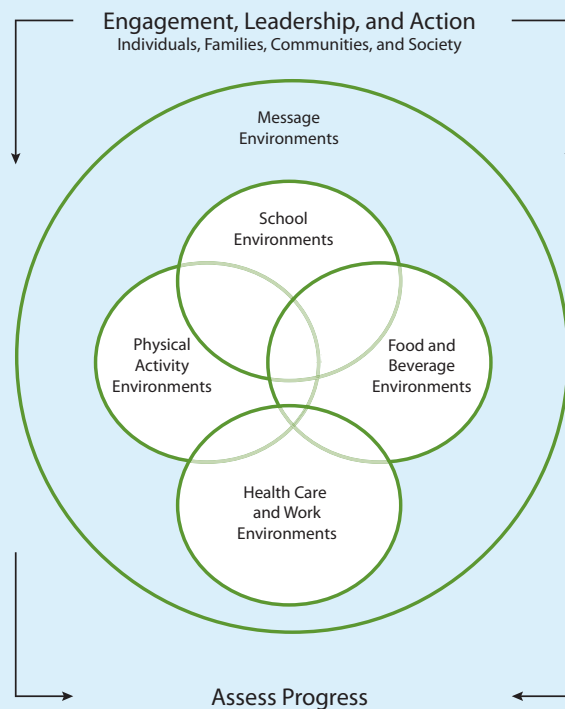 Engagement, Leadership, and Action
Individuals, Families, Communities, and Society
Message
Environments
School
Environments
Physical
Activity
Environments
Food and
Beverage
Environments
Health Care
and Work
Environments
Assess Progress